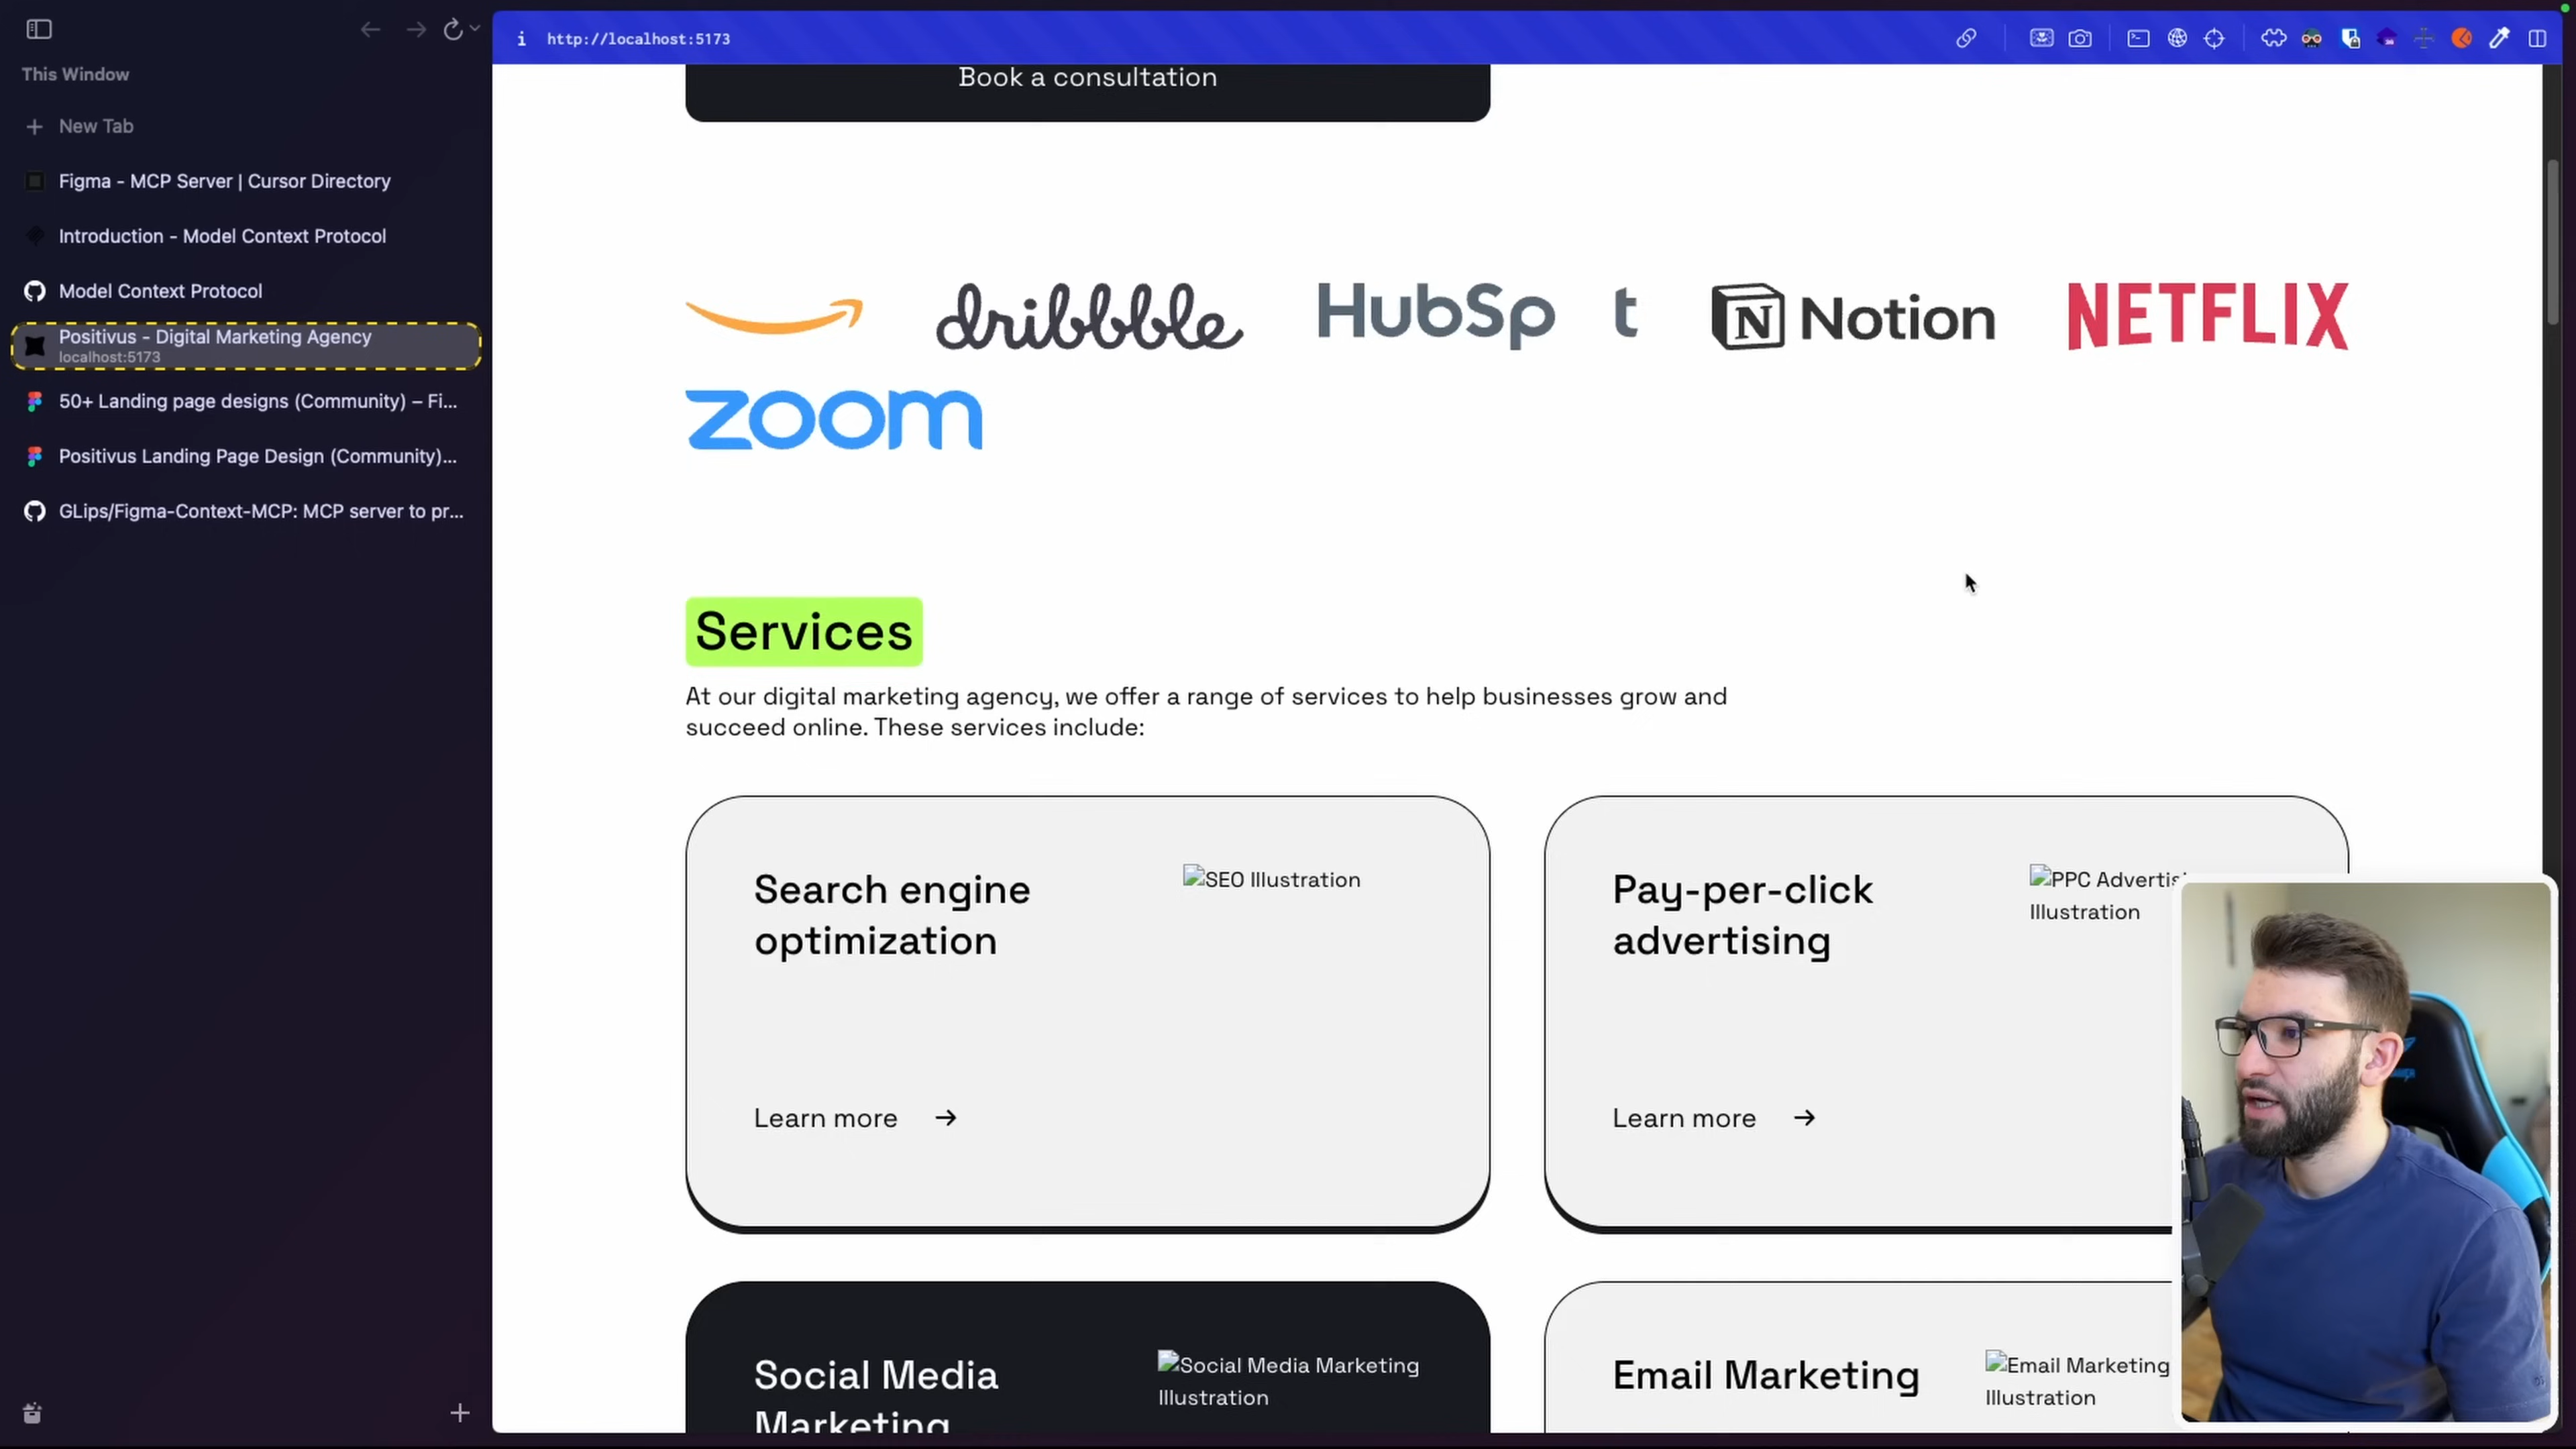 This Window
New Tab
Figma - MCP Server | Cursor Directory
Introduction - Model Context Protocol
Model Context Protocol
Positivus - Digital Marketing Agency
localhost:5173
50+ Landing page designs (Community) – Fi...
Positivus Landing Page Design (Community)...
GLips/Figma-Context-MCP: MCP server to pr...
http://localhost:5173
Book a consultation
dribbble
HubSp t
N Notion
NETFLIX
zoom
Services
At our digital marketing agency, we offer a range of services to help businesses grow and
succeed online. These services include:
Search engine
optimization
SEO Illustration
Learn more
Pay-per-click
advertising
PPC Advertis
Illustration
Learn more
Social Media
Marketing
Social Media Marketing
Illustration
Email Marketing
Email Marketing
Illustration